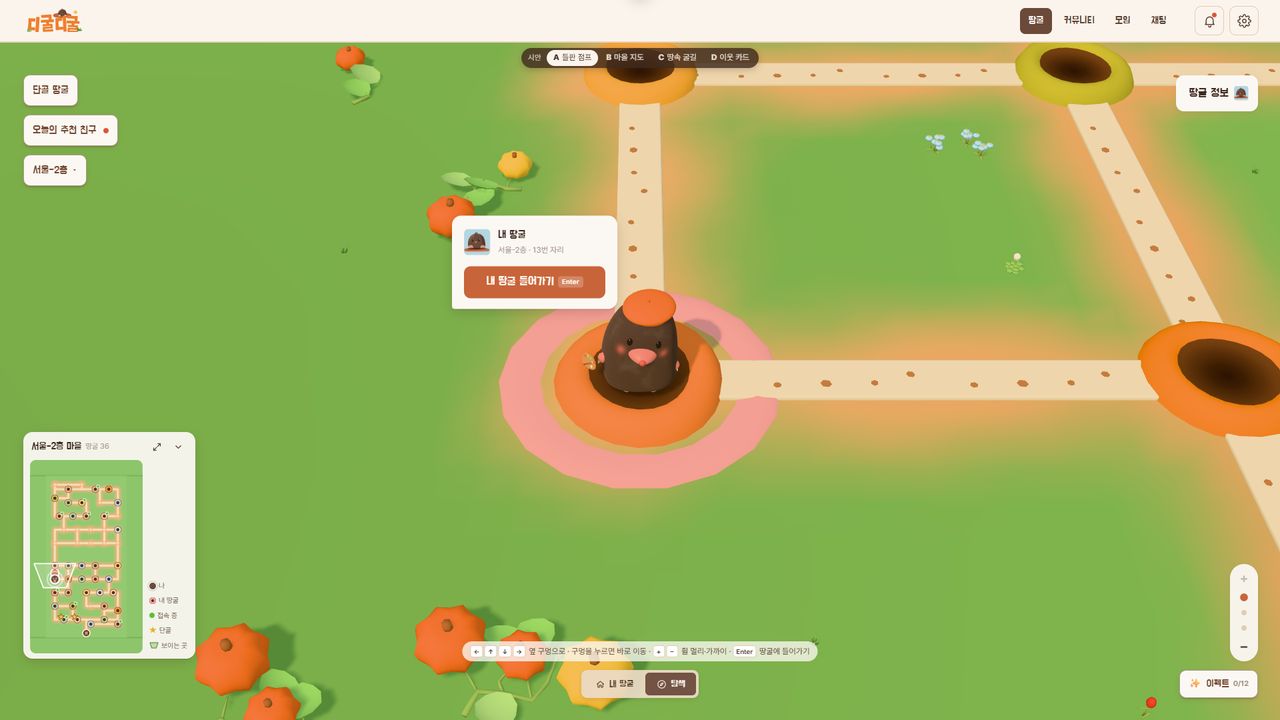 디굴디굴
땅굴
커뮤니티
모임
채팅
시안 A 들판 점프 B 마을 지도 C 땅속 굴길 D 이웃 카드
단골 땅굴
오늘의 추천 친구
서울-2층 ·
땅굴 정보
내 땅굴
서울-2층 · 13번 자리
내 땅굴 들어가기 Enter
서울-2층 마을 땅굴 36
나
내 땅굴
접속 중
단골
보이는 곳
← ↑ ↓ → 옆 구멍으로 · 구멍을 누르면 바로 이동 · + − 휠 멀리·가까이 · Enter 땅굴에 들어가기
내 땅굴
탐색
이펙트 0/12